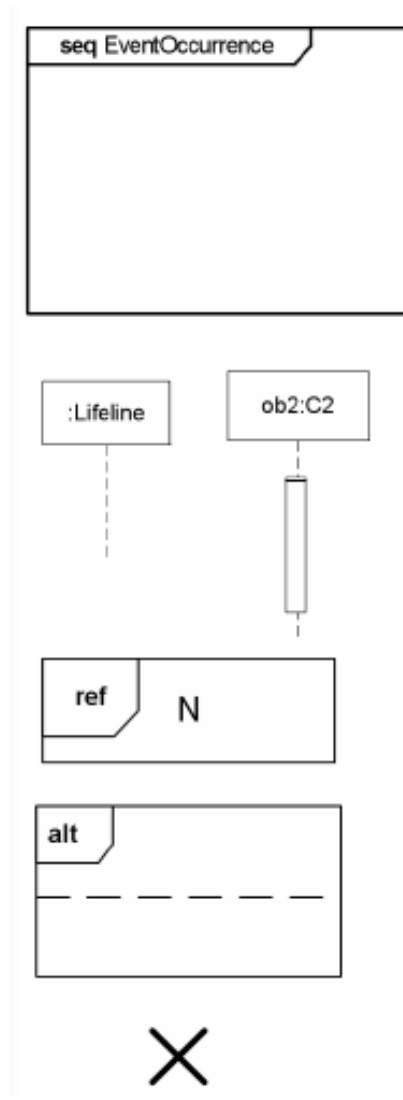 seq EventOccurrence
:Lifeline
ob2:C2
ref
N
alt